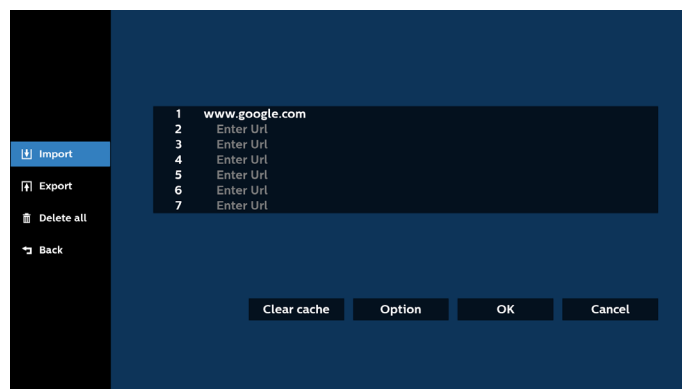 Import
Export
Delete all
Back
1 www.google.com
2 Enter Url
3 Enter Url
4 Enter Url
5 Enter Url
6 Enter Url
7 Enter Url
Clear cache Option OK Cancel